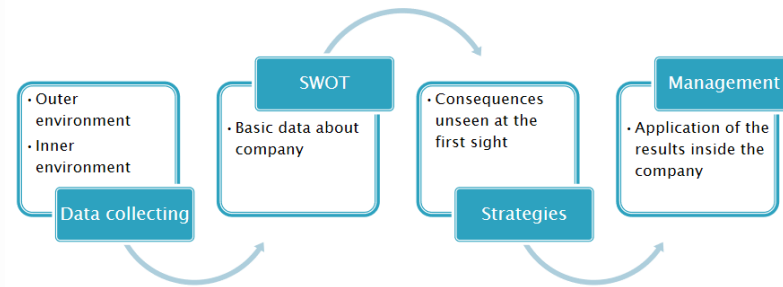 · Outer
environment
· Inner
environment
Data collecting
SWOT
· Basic data about
company
· Consequences
unseen at the
first sight
Strategies
Management
· Application of the
results inside the
company